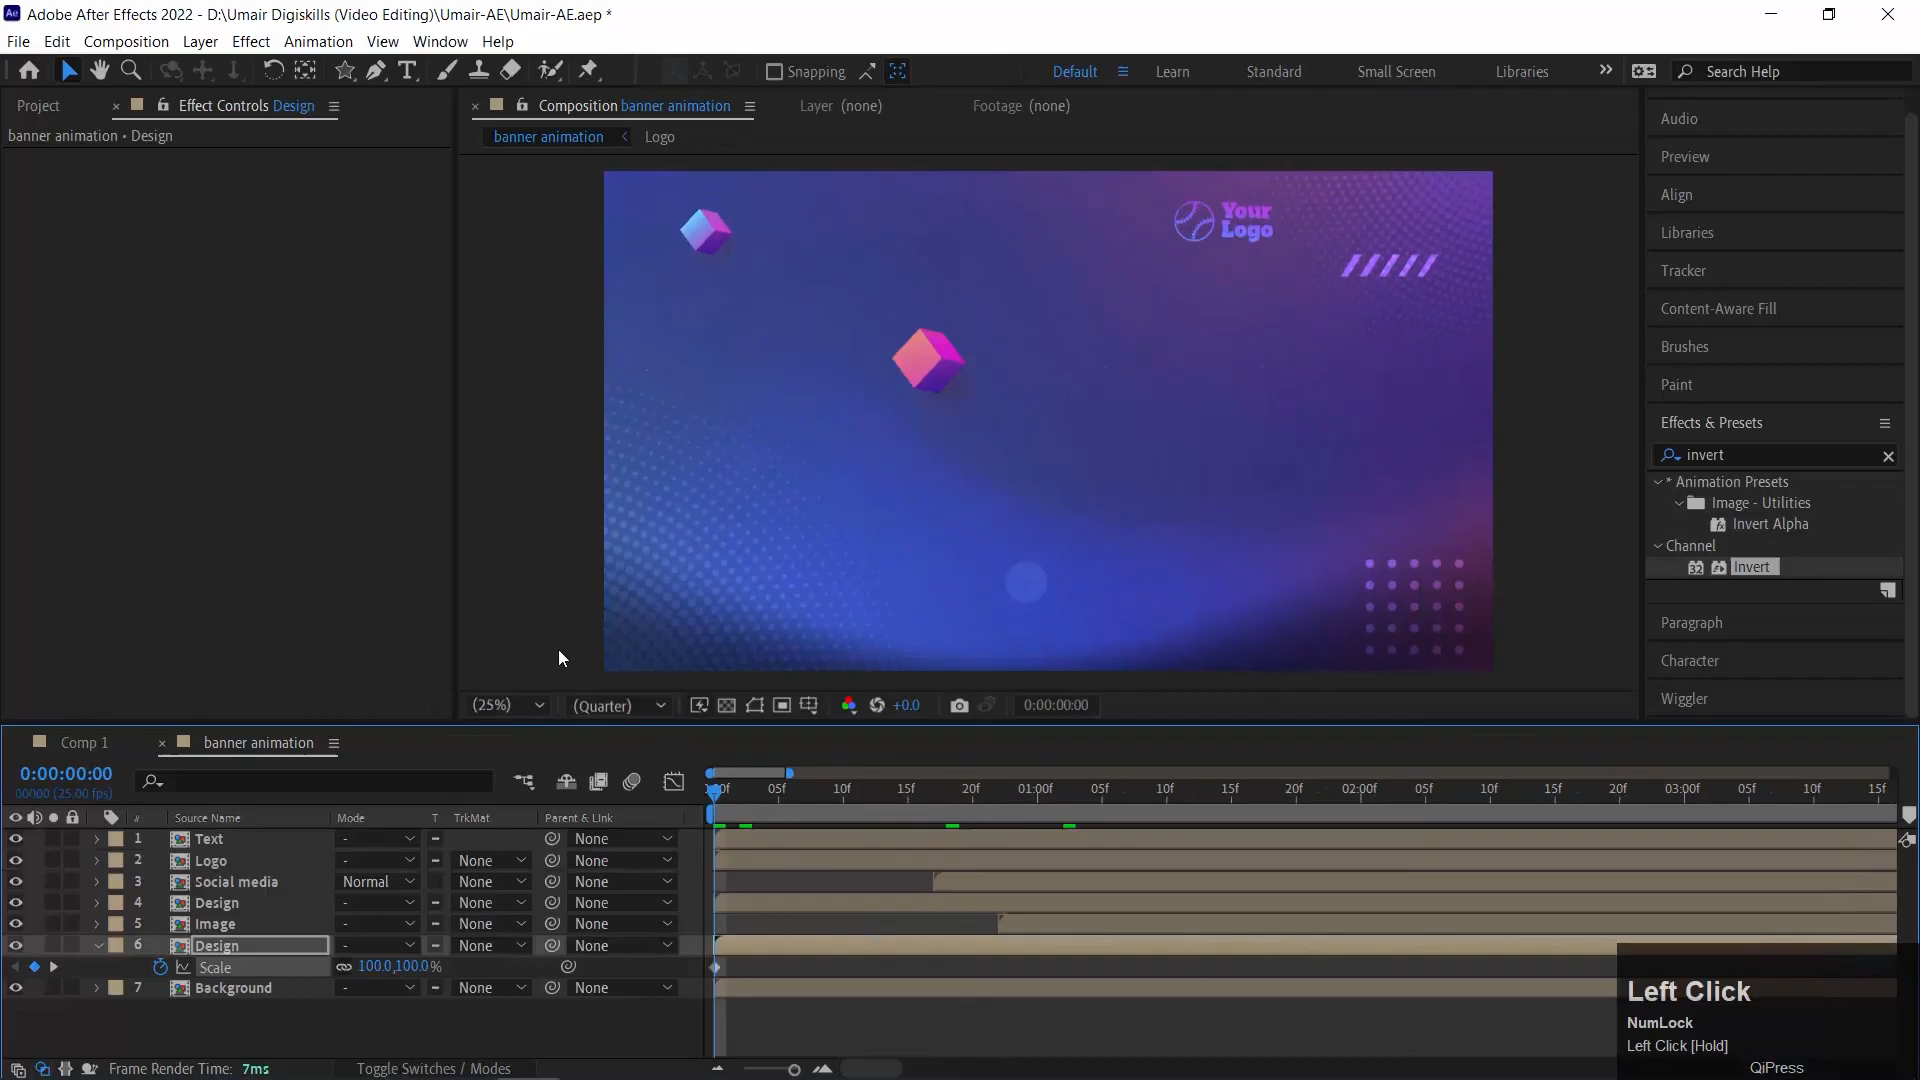 Adobe After Effects 2022 - D:\Umair Digiskills (Video Editing)\Umair-AE\Umair-AE.aep *
File Edit Composition Layer Effect Animation View Window Help
Snapping Default Learn Standard Small Screen Libraries Search Help
Project Effect Controls Design Composition banner animation Layer (none) Footage (none)
banner animation • Design
banner animation < Logo
Your
Logo
Audio
Preview
Align
Libraries
Tracker
Content-Aware Fill
Brushes
Paint
Effects & Presets
invert
* Animation Presets
Image - Utilities
Invert Alpha
Channel
32 Invert
Paragraph
Character
Wiggler
(25%) (Quarter) +0.0 0:00:00:00
Comp 1 banner animation
0:00:00:00
00000 (25.00 fps)
05f 10f 15f 20f 01:00f 05f 10f 15f 20f 02:00f 05f 10f 15f 20f 03:00f 05f 10f 15f
# Source Name Mode T TrkMat Parent & Link
1 Text - None
2 Logo - None None
3 Social media Normal None None
4 Design - None None
5 Image - None None
6 Design - None None
Scale 100.0,100.0%
7 Background - None None
Left Click
NumLock
Left Click [Hold]
QiPress
Frame Render Time: 7ms Toggle Switches / Modes